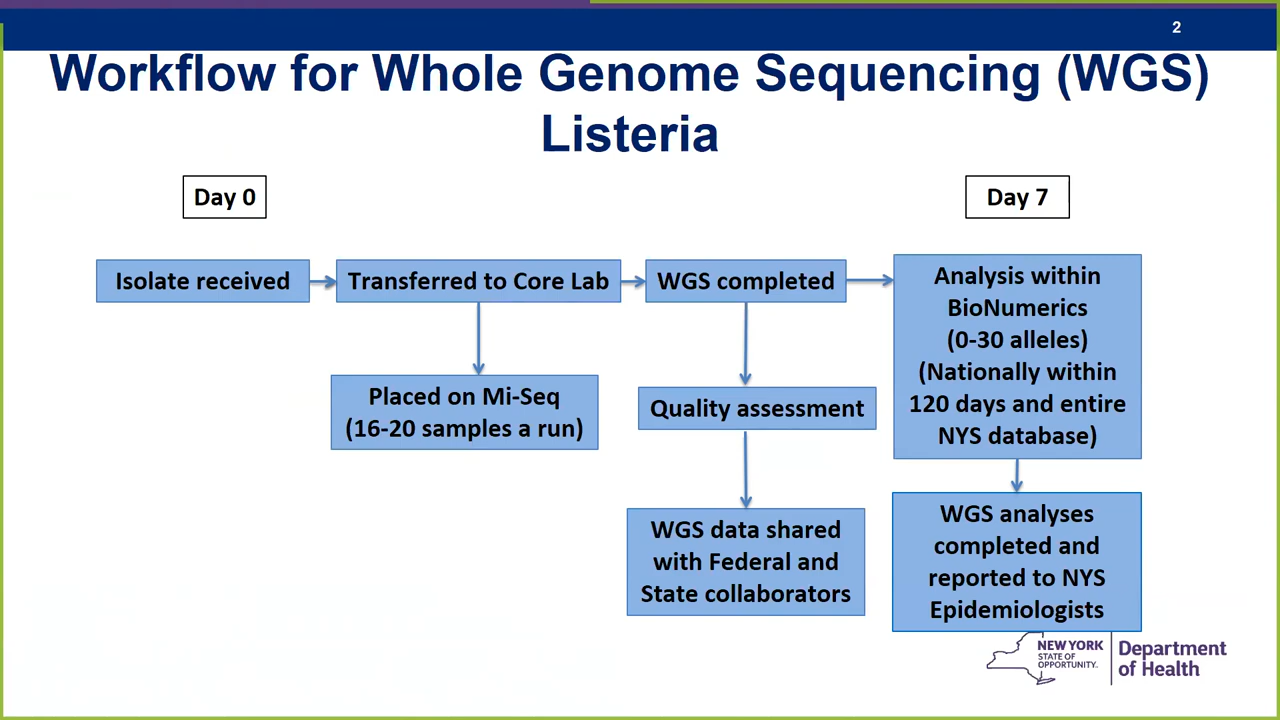 2
Workflow for Whole Genome Sequencing (WGS)
Listeria
Day 0
Day 7
Isolate received
Transferred to Core Lab
WGS completed
Analysis within
BioNumerics
(0-30 alleles)
(Nationally within
120 days and entire
NYS database)
Placed on Mi-Seq
(16-20 samples a run)
Quality assessment
WGS data shared
with Federal and
State collaborators
WGS analyses
completed and
reported to NYS
Epidemiologists
NEW YORK
STATE OF
OPPORTUNITY.
Department
of Health